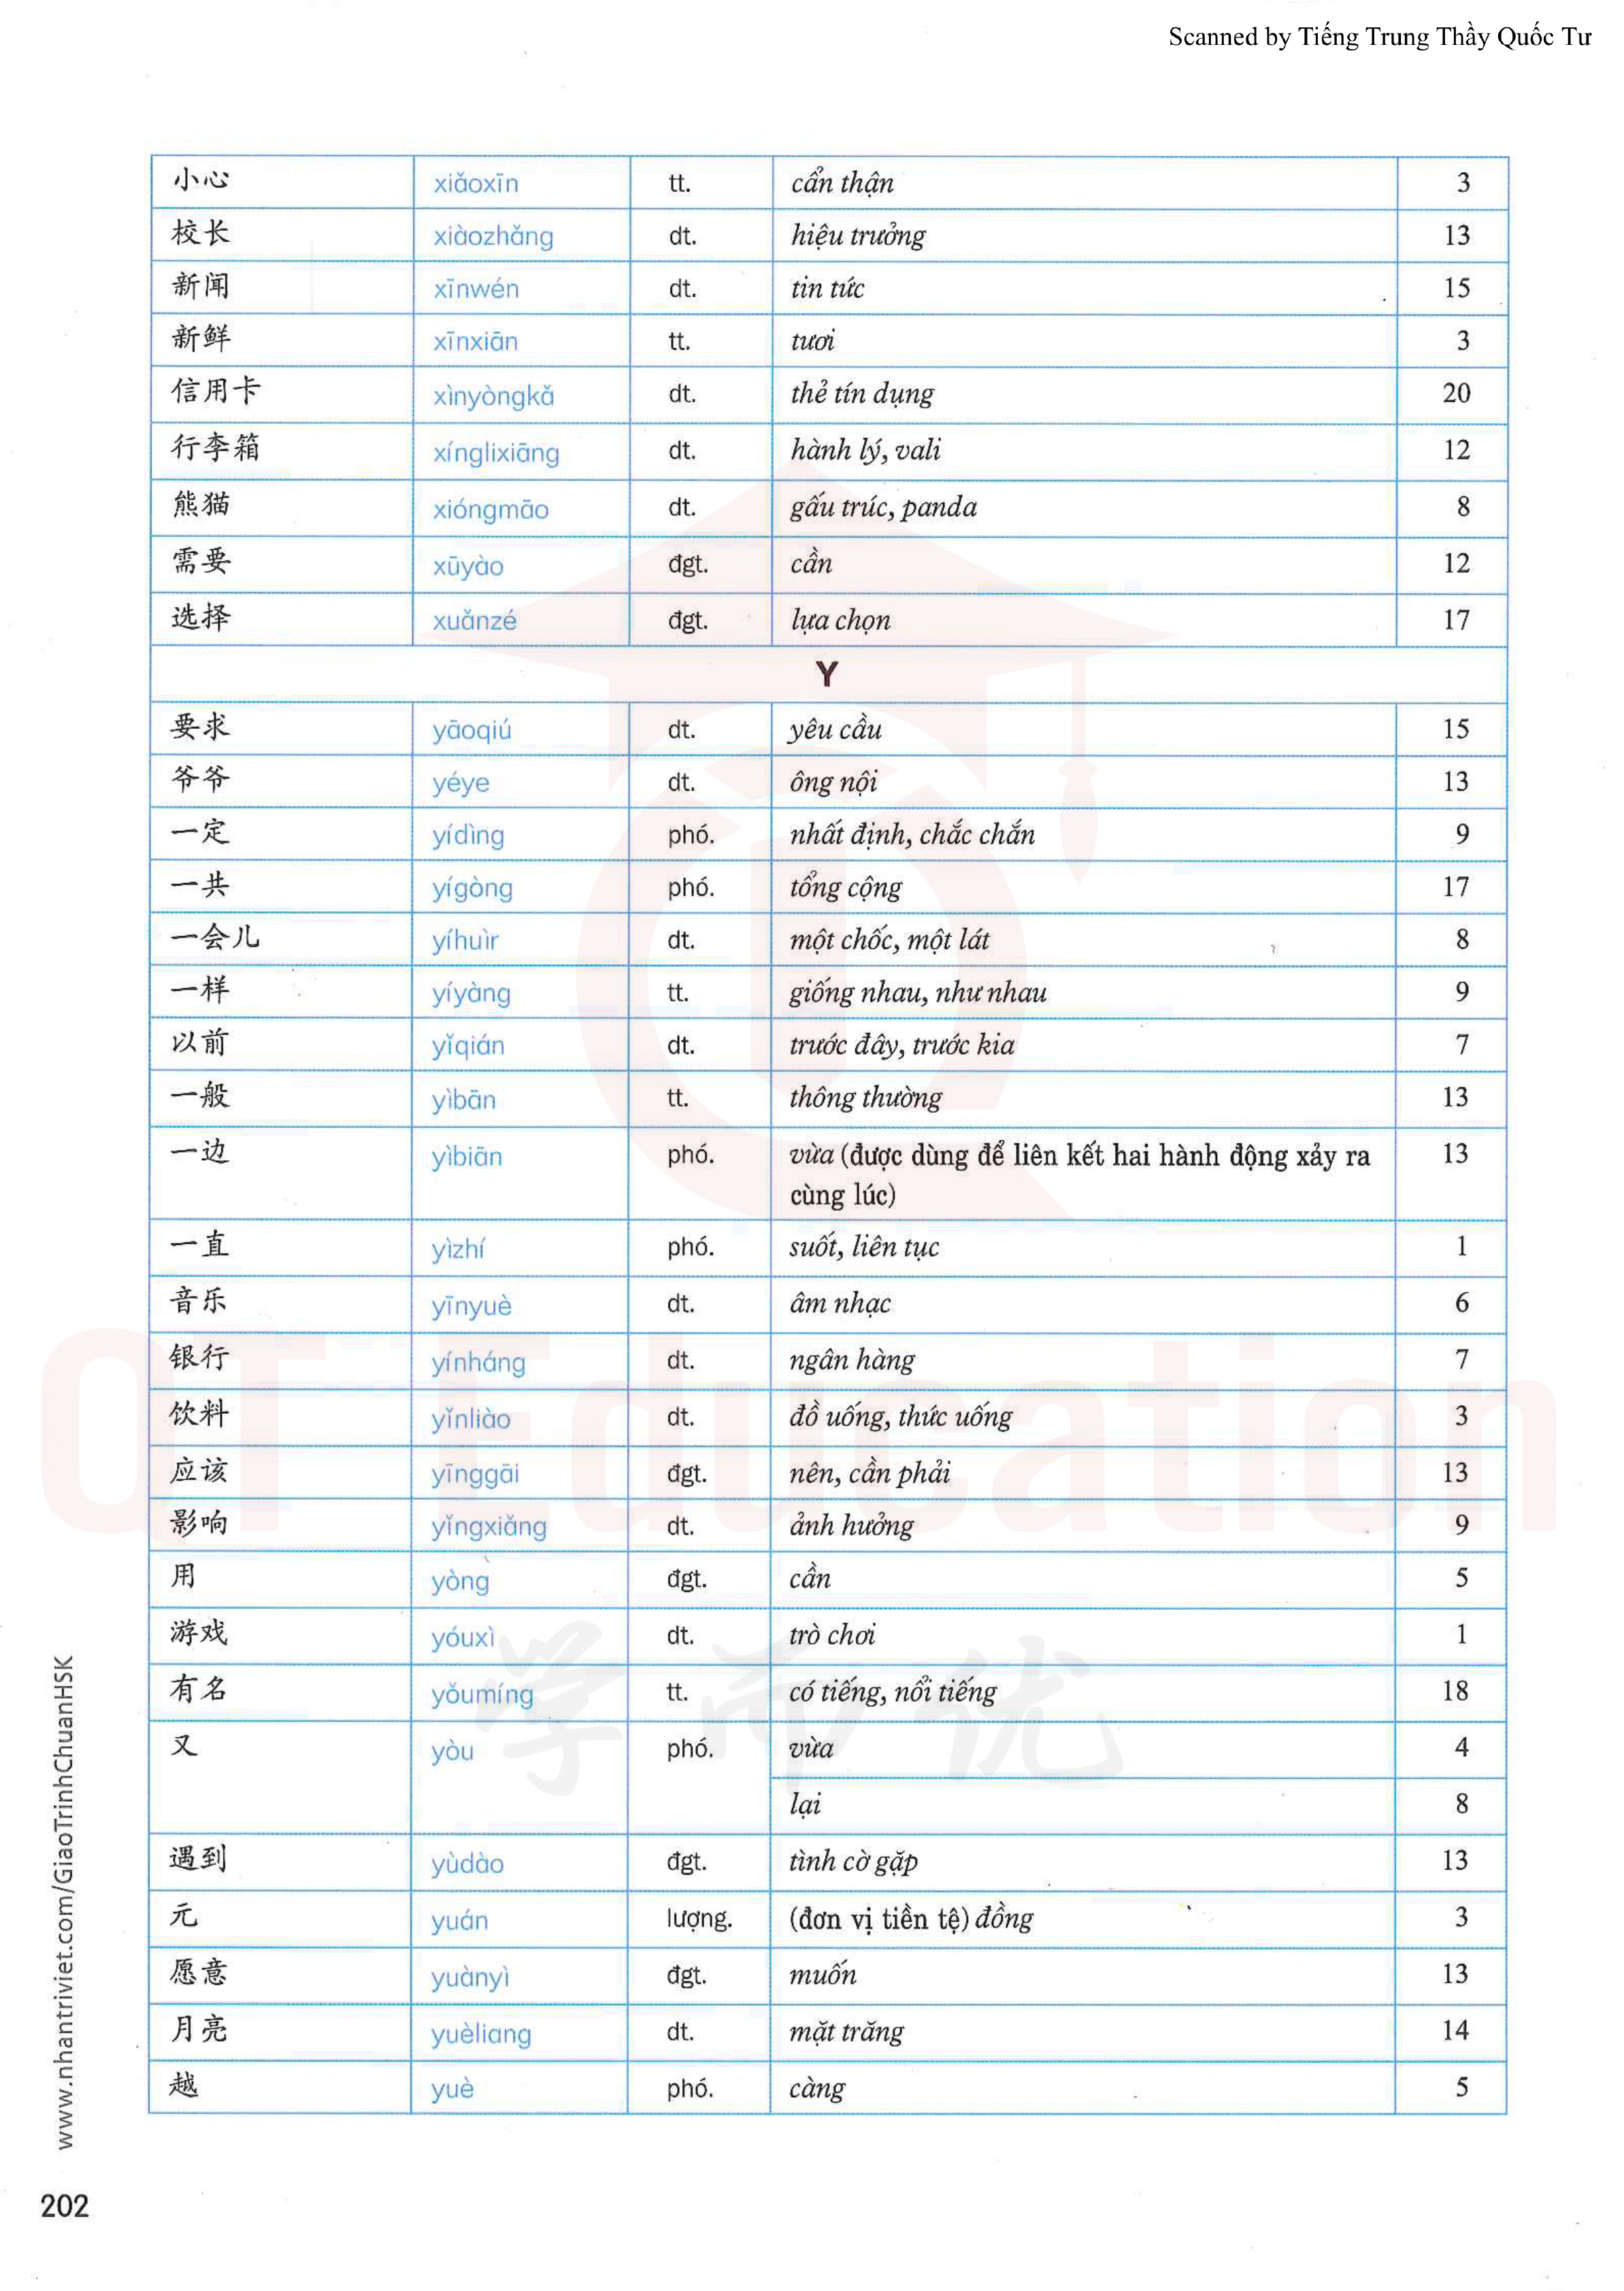 Scanned by Tiếng Trung Thầy Quốc Tư
小心 xiǎoxīn tt. cẩn thận 3
校长 xiàozhǎng dt. hiệu trưởng 13
新闻 xīnwén dt. tin tức 15
新鲜 xīnxiān tt. tươi 3
信用卡 xìnyòngkǎ dt. thẻ tín dụng 20
行李箱 xínglixiāng dt. hành lý, vali 12
熊猫 xióngmāo dt. gấu trúc, panda 8
需要 xūyào đgt. cần 12
选择 xuǎnzé đgt. lựa chọn 17
Y
要求 yāoqiú dt. yêu cầu 15
爷爷 yéye dt. ông nội 13
一定 yídìng phó. nhất định, chắc chắn 9
一共 yígòng phó. tổng cộng 17
一会儿 yíhuìr dt. một chốc, một lát 8
一样 yíyàng tt. giống nhau, như nhau 9
以前 yǐqián dt. trước đây, trước kia 7
一般 yìbān tt. thông thường 13
一边 yìbiān phó. vừa (được dùng để liên kết hai hành động xảy ra 13
cùng lúc)
一直 yìzhí phó. suốt, liên tục 1
音乐 yīnyuè dt. âm nhạc 6
银行 yínháng dt. ngân hàng 7
饮料 yǐnliào dt. đồ uống, thức uống 3
应该 yīnggāi đgt. nên, cần phải 13
影响 yǐngxiǎng dt. ảnh hưởng 9
用 yòng đgt. cần 5
游戏 yóuxì dt. trò chơi 1
有名 yǒumíng tt. có tiếng, nổi tiếng 18
又 yòu phó. vừa 4
lại 8
遇到 yùdào đgt. tình cờ gặp 13
元 yuán lượng. (đơn vị tiền tệ) đồng 3
愿意 yuànyì đgt. muốn 13
月亮 yuèliang dt. mặt trăng 14
越 yuè phó. càng 5
QT Education
学而优
www.nhantriviet.com/GiaoTrinhChuanHSK
202